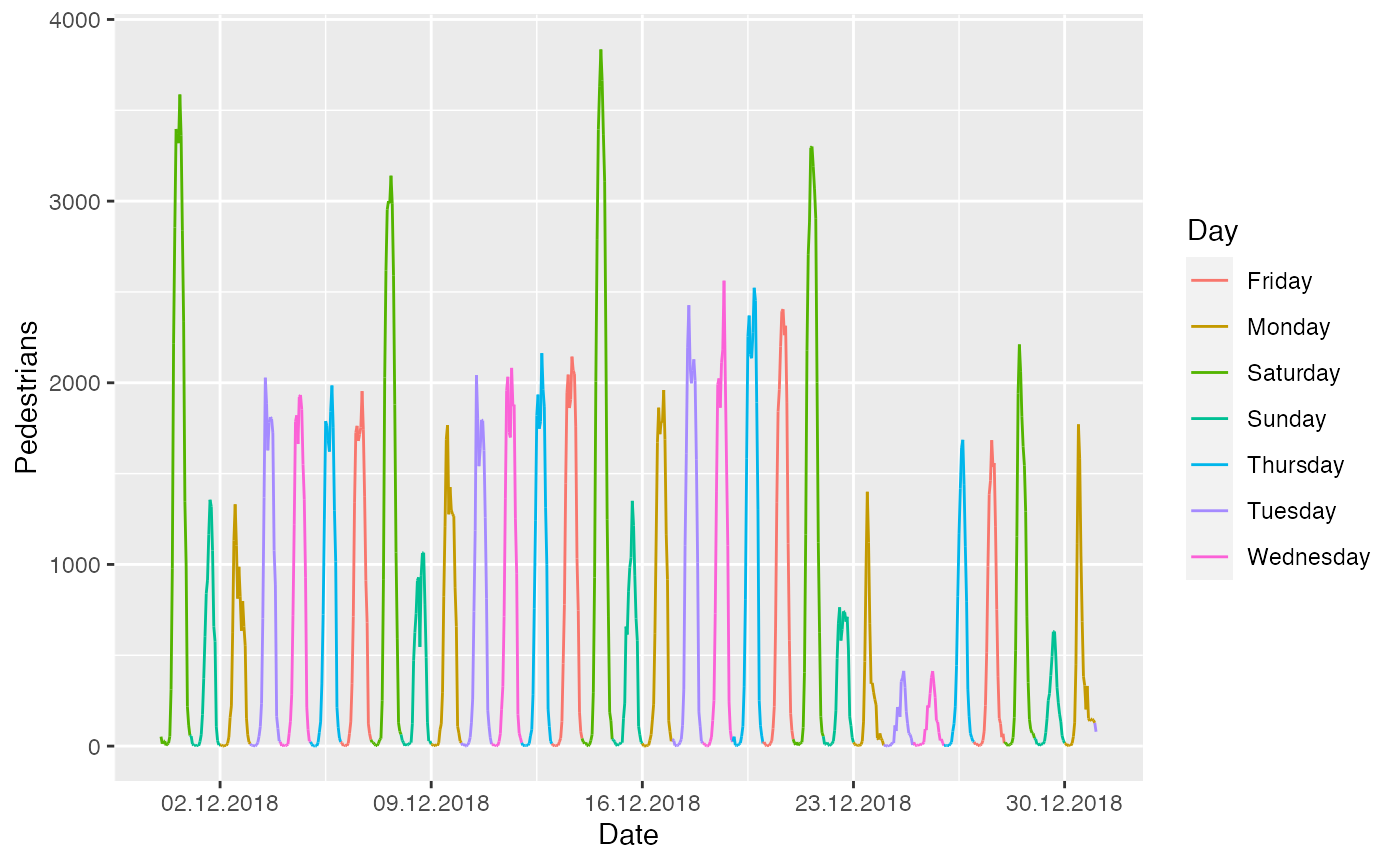 4000
3000
2000
1000
0
Pedestrians
02.12.2018
09.12.2018
16.12.2018
23.12.2018
30.12.2018
Date
Day
Friday
Monday
Saturday
Sunday
Thursday
Tuesday
Wednesday